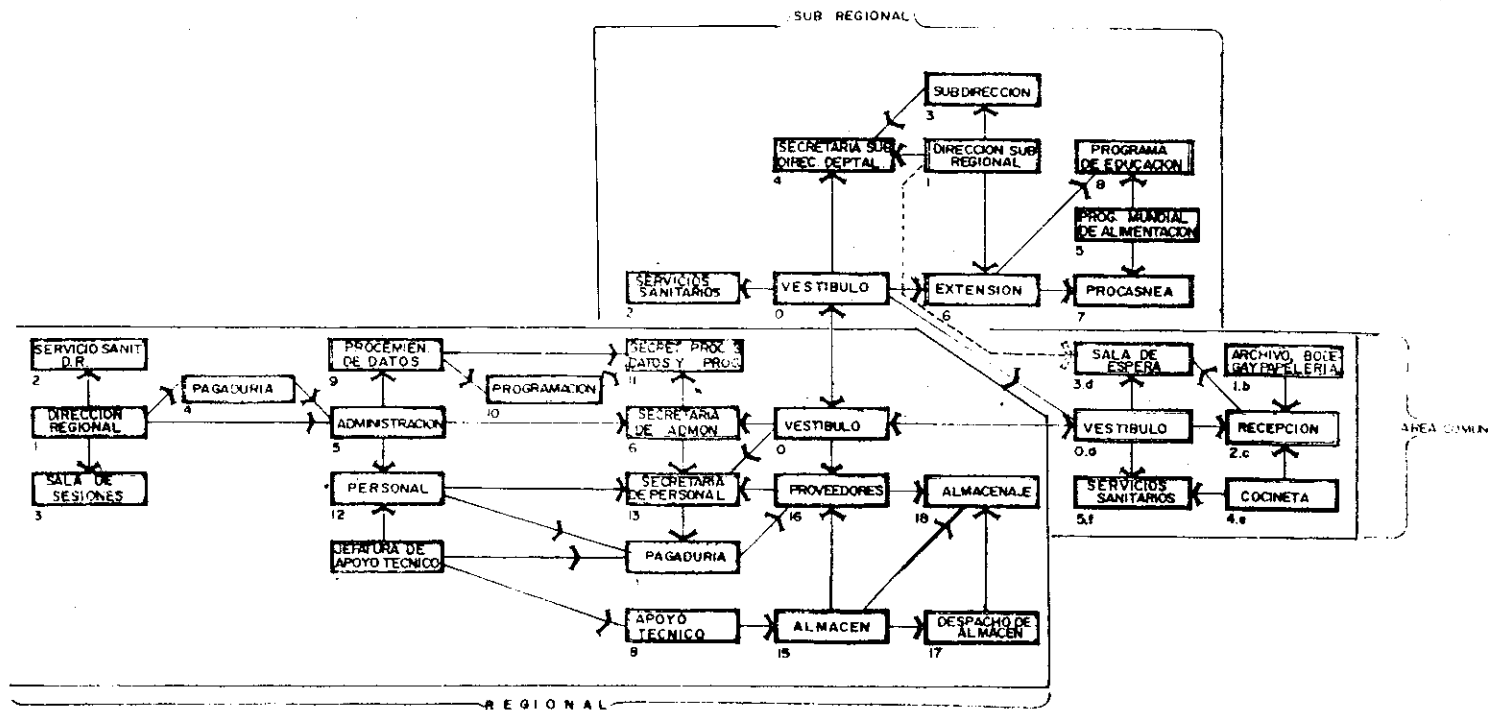 SUB REGIONAL
SUBDIRECCION
3
SECRETARIA SUB
DIREC. DEPTAL.
4
DIRECCION SUB
REGIONAL
1
PROGRAMA
DE EDUCACION
8
PROG. MUNDIAL
DE ALIMENTACION
5
SERVICIOS
SANITARIOS
2
VESTIBULO
0
EXTENSION
6
PROCASNEA
7
SERVICIO SANIT.
D.R.
2
PROCEMIEN.
DE DATOS
9
SECRET PROC
DATOS Y PROG.
11
SALA DE
ESPERA
3.d
ARCHIVO, BODE-
GA Y PAPELERIA
1.b
PAGADURIA
4
PROGRAMACION
10
DIRECCION
REGIONAL
1
ADMINISTRACION
5
SECRETARIA
DE ADMON
6
VESTIBULO
0
VESTIBULO
0.a
RECEPCION
2.c
AREA COMUN
SALA DE
SESIONES
3
PERSONAL
12
SECRETARIA
DE PERSONAL
13
PROVEEDORES
16
ALMACENAJE
18
SERVICIOS
SANITARIOS
5.f
COCINETA
4.e
JEFATURA DE
APOYO TECNICO
PAGADURIA
APOYO
TECNICO
8
ALMACEN
15
DESPACHO DE
ALMACEN
17
REGIONAL